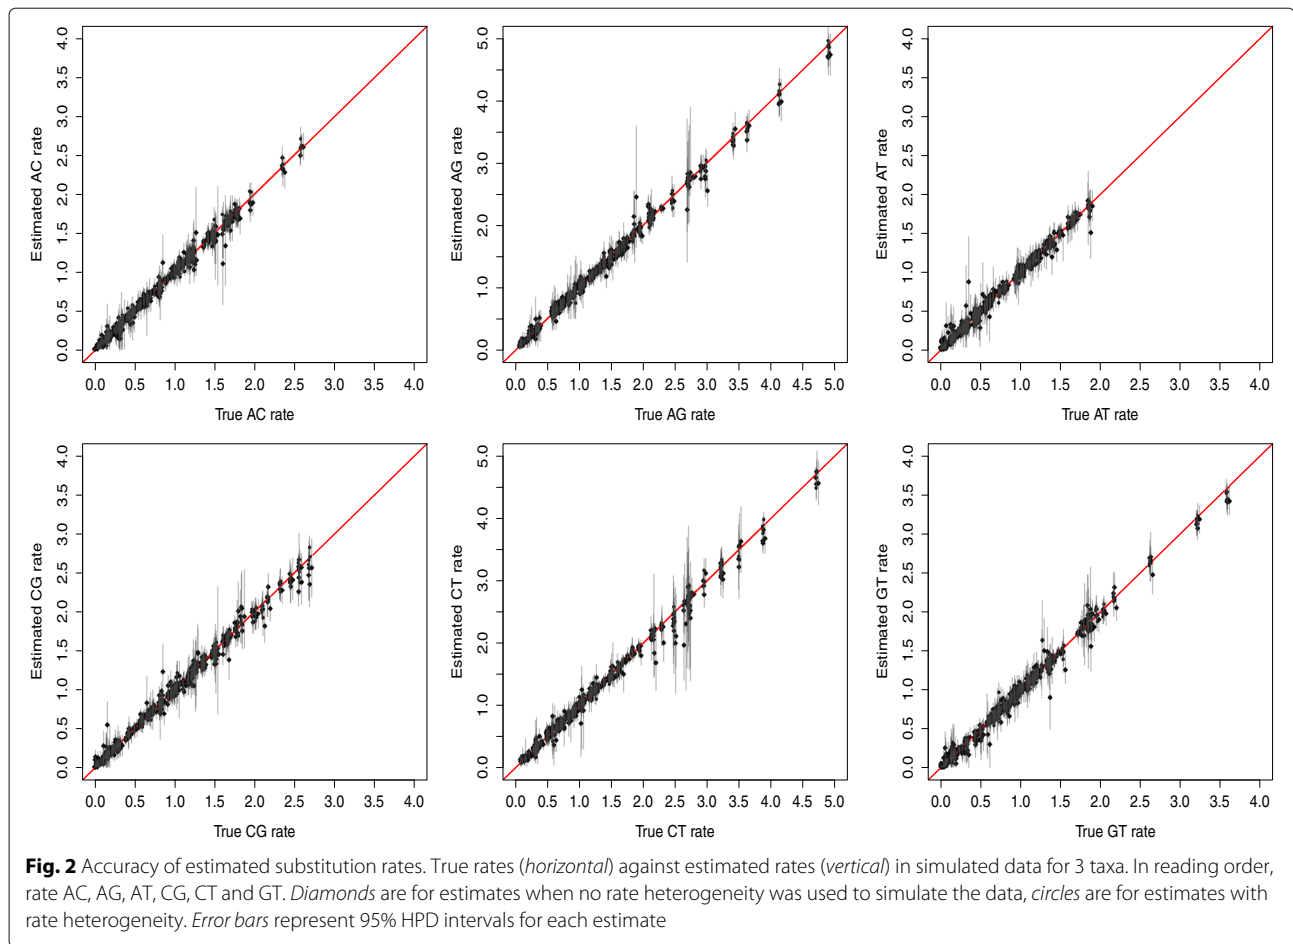 Estimated AC rate
0.0 0.5 1.0 1.5 2.0 2.5 3.0 3.5 4.0
0.0 0.5 1.0 1.5 2.0 2.5 3.0 3.5 4.0
True AC rate
Estimated AG rate
0.0 1.0 2.0 3.0 4.0 5.0
0.0 0.5 1.0 1.5 2.0 2.5 3.0 3.5 4.0 4.5 5.0
True AG rate
Estimated AT rate
0.0 0.5 1.0 1.5 2.0 2.5 3.0 3.5 4.0
0.0 0.5 1.0 1.5 2.0 2.5 3.0 3.5 4.0
True AT rate
Estimated CG rate
0.0 0.5 1.0 1.5 2.0 2.5 3.0 3.5 4.0
0.0 0.5 1.0 1.5 2.0 2.5 3.0 3.5 4.0
True CG rate
Estimated CT rate
0.0 1.0 2.0 3.0 4.0 5.0
0.0 0.5 1.0 1.5 2.0 2.5 3.0 3.5 4.0 4.5 5.0
True CT rate
Estimated GT rate
0.0 0.5 1.0 1.5 2.0 2.5 3.0 3.5 4.0
0.0 0.5 1.0 1.5 2.0 2.5 3.0 3.5 4.0
True GT rate
Fig. 2 Accuracy of estimated substitution rates. True rates (horizontal) against estimated rates (vertical) in simulated data for 3 taxa. In reading order,
rate AC, AG, AT, CG, CT and GT. Diamonds are for estimates when no rate heterogeneity was used to simulate the data, circles are for estimates with
rate heterogeneity. Error bars represent 95% HPD intervals for each estimate